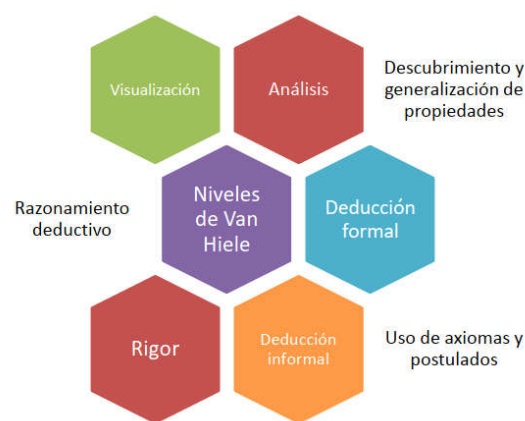 Visualización
Análisis
Descubrimiento y
generalización de
propiedades
Razonamiento
deductivo
Niveles
de Van
Hiele
Deducción
formal
Rigor
Deducción
informal
Uso de axiomas y
postulados